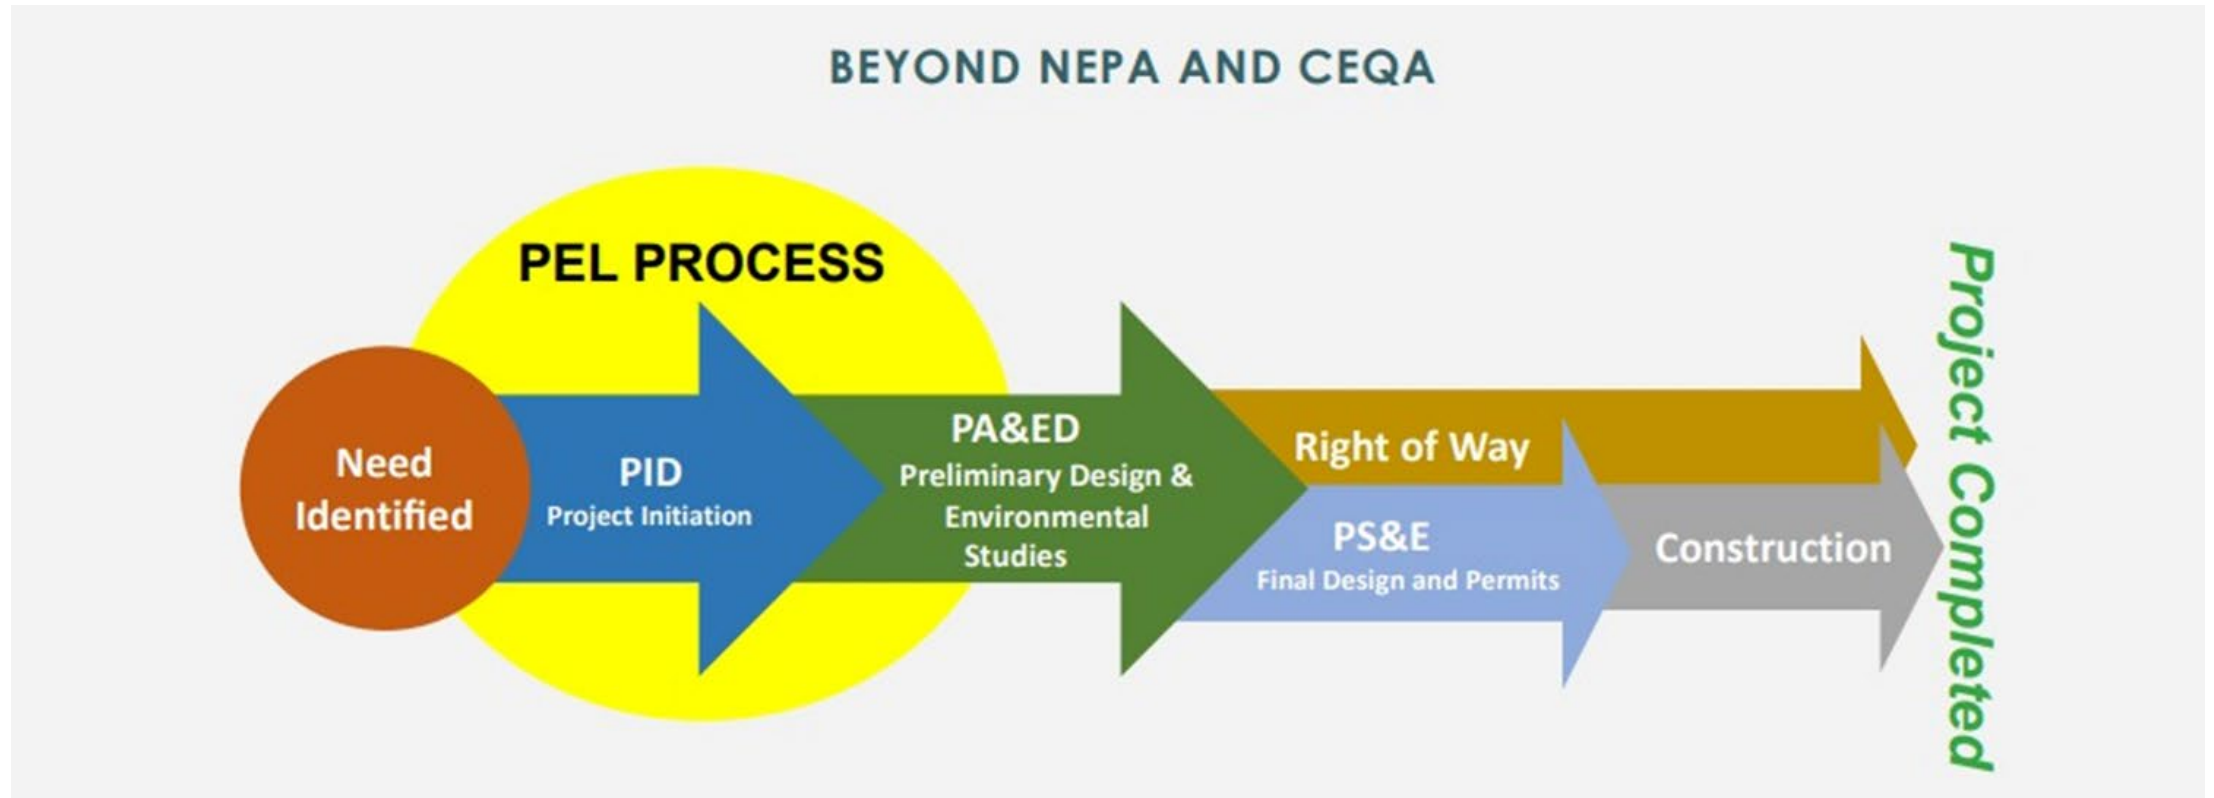 BEYOND NEPA AND CEQA
PEL PROCESS
Need
Identified
PID
Project Initiation
PA&ED
Preliminary Design &
Environmental
Studies
Right of Way
PS&E
Final Design and Permits
Construction
Project Completed